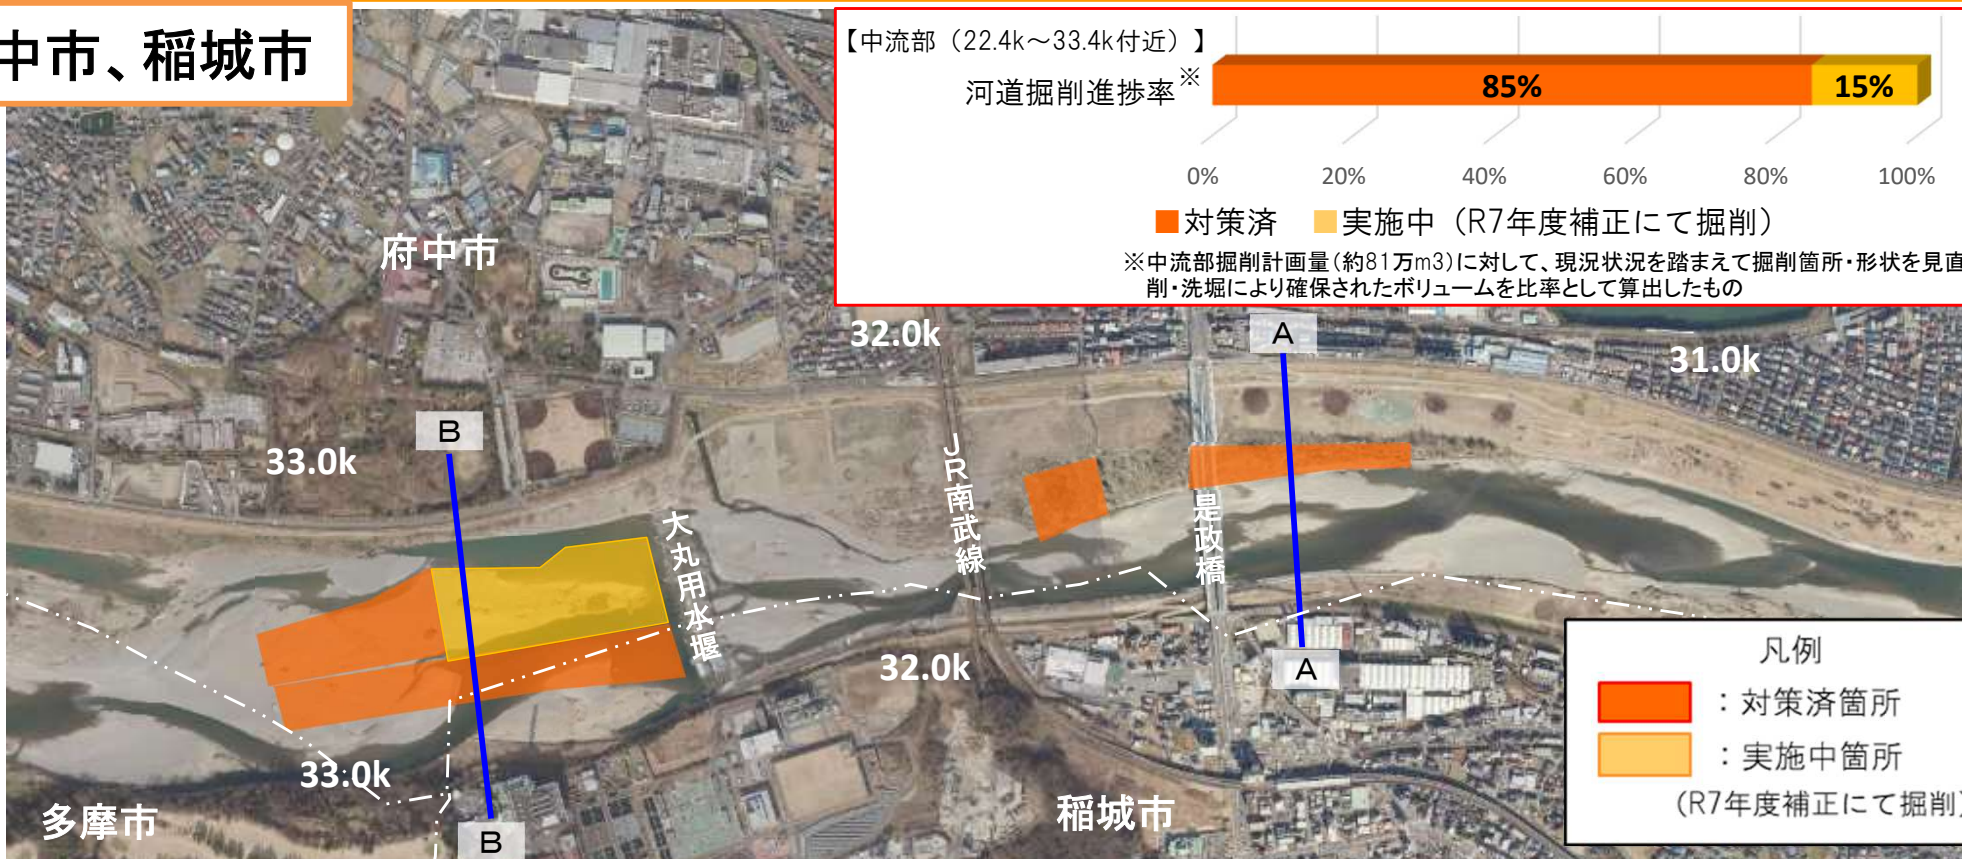 中市、稲城市
【中流部（22.4k～33.4k付近）】
河道掘削進捗率※
85%
15%
0% 20% 40% 60% 80% 100%
対策済 実施中（R7年度補正にて掘削）
※中流部掘削計画量（約81万m3）に対して、現況状況を踏まえて掘削箇所・形状を見直
削・洗堀により確保されたボリュームを比率として算出したもの
府中市
32.0k
A
31.0k
B
33.0k
JR南武線
是政橋
大丸用水堰
32.0k
A
33.0k
多摩市
B
稲城市
凡例
：対策済箇所
：実施中箇所
（R7年度補正にて掘削）